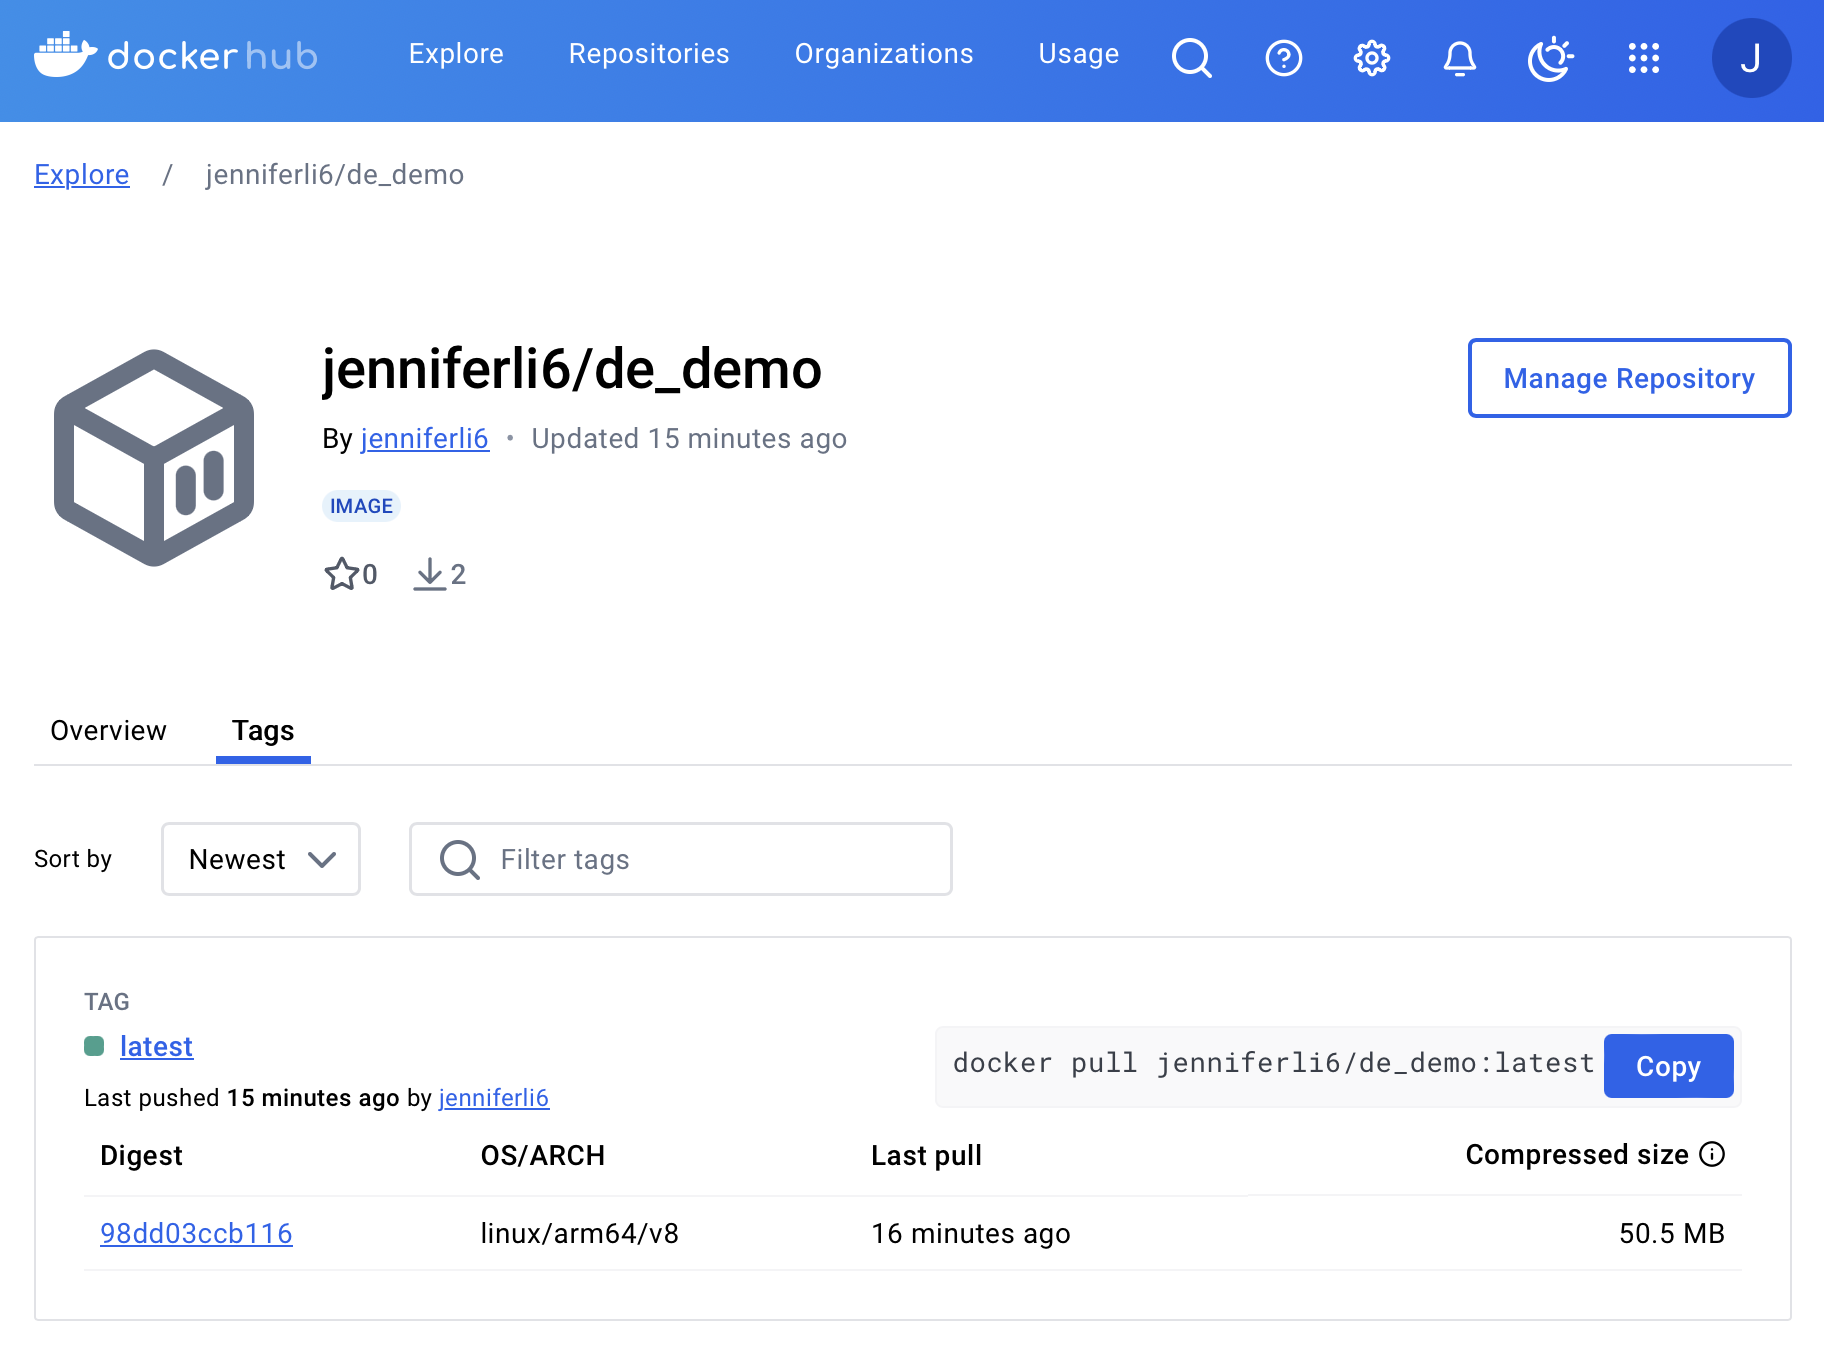 docker hub
Explore Repositories Organizations Usage
J
Explore / jenniferli6/de_demo
jenniferli6/de_demo
Manage Repository
By jenniferli6 • Updated 15 minutes ago
IMAGE
0 2
Overview Tags
Sort by Newest Filter tags
TAG
latest
docker pull jenniferli6/de_demo:latest Copy
Last pushed 15 minutes ago by jenniferli6
Digest OS/ARCH Last pull Compressed size
98dd03ccb116 linux/arm64/v8 16 minutes ago 50.5 MB